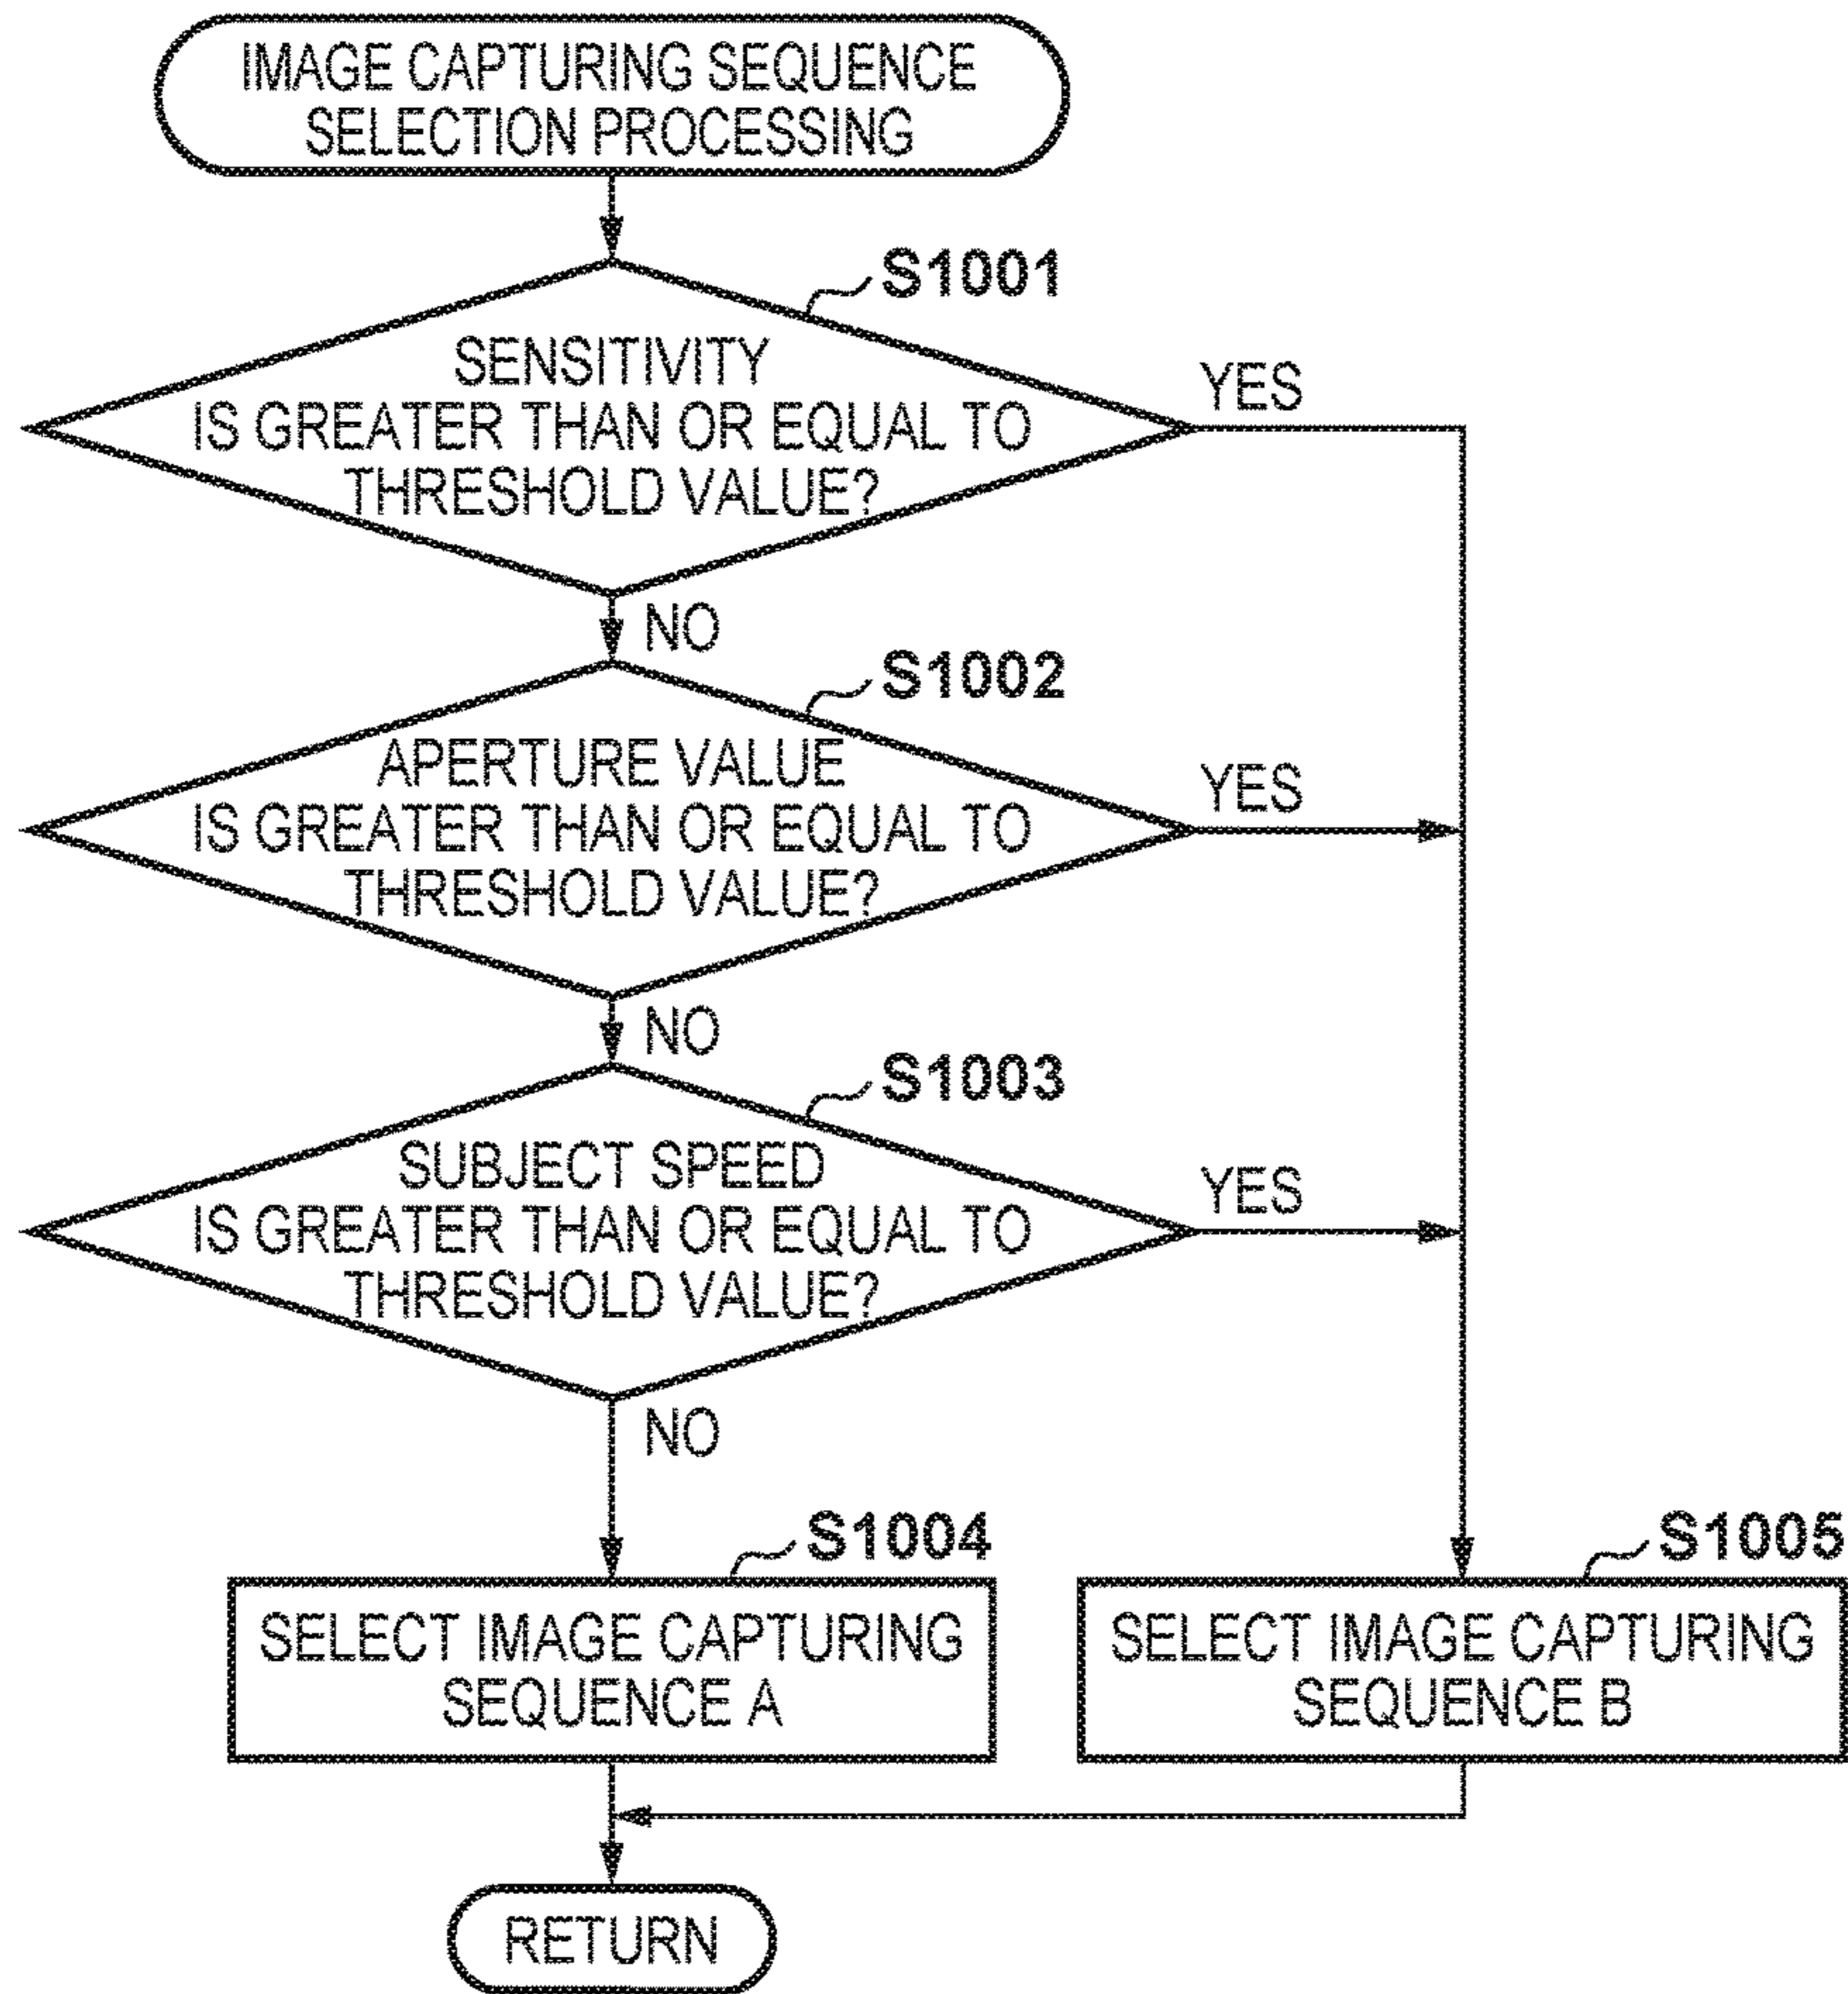 IMAGE CAPTURING SEQUENCE
SELECTION PROCESSING
S1001
SENSITIVITY
IS GREATER THAN OR EQUAL TO
THRESHOLD VALUE?
YES
NO
S1002
APERTURE VALUE
IS GREATER THAN OR EQUAL TO
THRESHOLD VALUE?
YES
NO
S1003
SUBJECT SPEED
IS GREATER THAN OR EQUAL TO
THRESHOLD VALUE?
YES
NO
S1004
SELECT IMAGE CAPTURING
SEQUENCE A
S1005
SELECT IMAGE CAPTURING
SEQUENCE B
RETURN